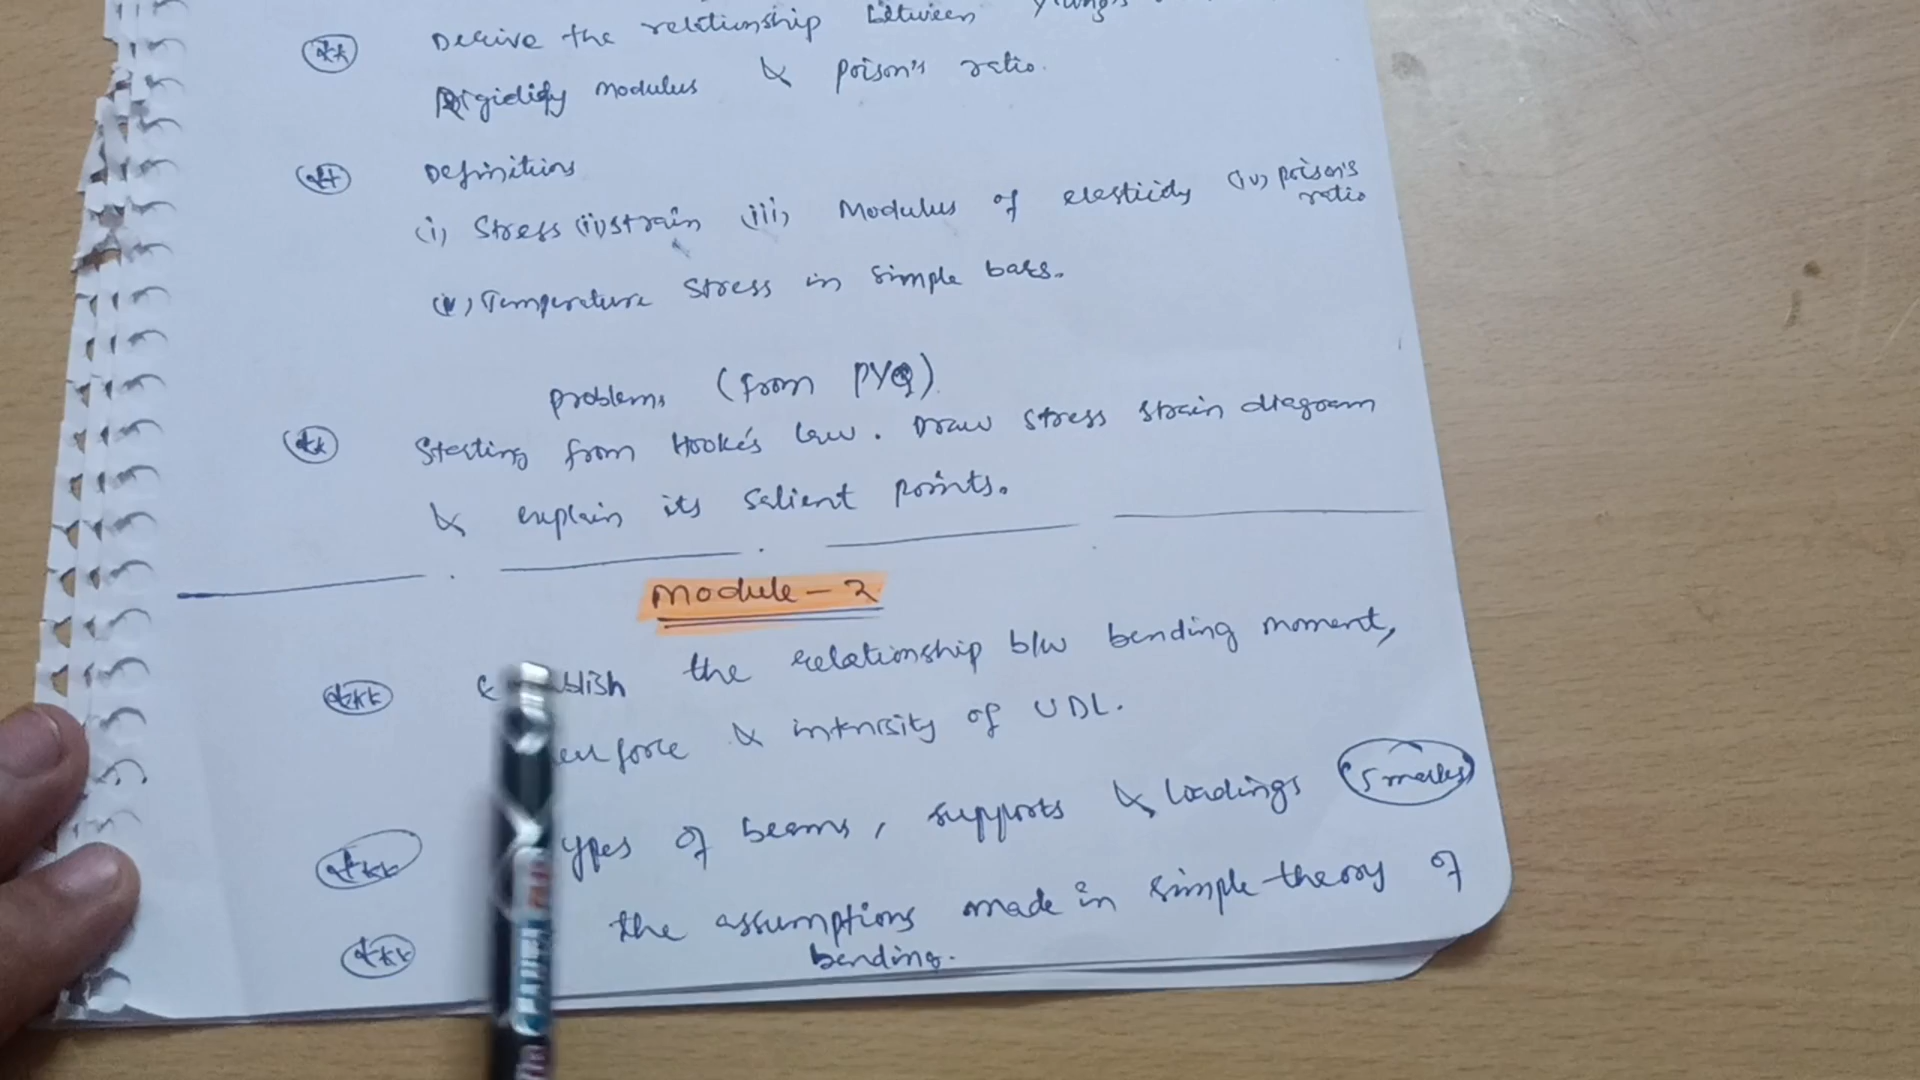 ** Derive the relationship between Young's
Rigidity modulus & poison's ratio.
** Definitions
(i) Stress (ii) strain (iii) Modulus of elasticity (iv) poison's ratio
(v) Temperature stress in simple bars.
problems (from PYQ)
** Starting from Hooke's law. Draw stress strain diagram
& explain its salient points.
Module - 2
*** the relationship b/w bending moment,
force & intensity of UDL.
*** of beams, supports & loadings 5 marks
*** the assumptions made in simple theory of
bending.